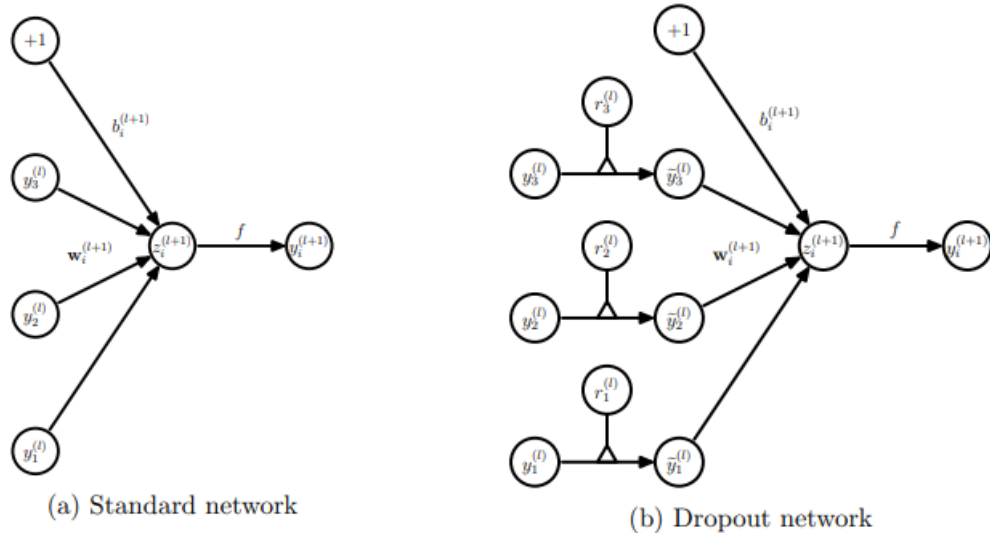 +1
b_i^{(l+1)}
y_3^{(l)}
w_i^{(l+1)}
z_i^{(l+1)}
f
y_i^{(l+1)}
y_2^{(l)}
y_1^{(l)}
(a) Standard network
+1
b_i^{(l+1)}
r_3^{(l)}
y_3^{(l)}
ỹ_3^{(l)}
r_2^{(l)}
w_i^{(l+1)}
z_i^{(l+1)}
f
y_i^{(l+1)}
y_2^{(l)}
ỹ_2^{(l)}
r_1^{(l)}
y_1^{(l)}
ỹ_1^{(l)}
(b) Dropout network